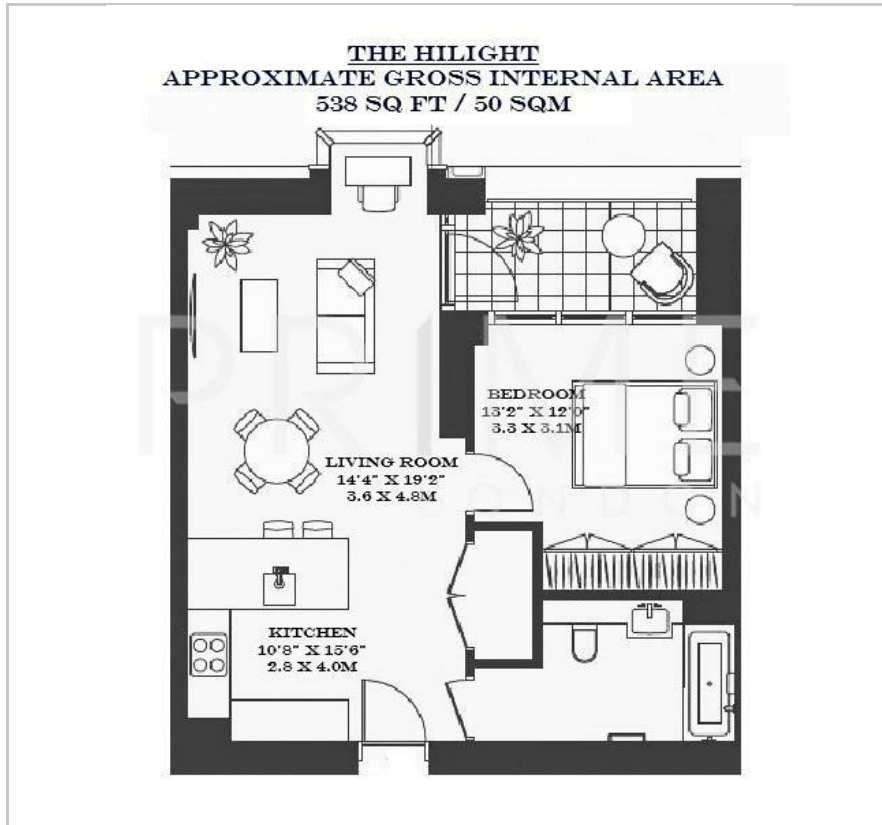 THE HILIGHT
APPROXIMATE GROSS INTERNAL AREA
538 SQ FT / 50 SQM
PRIME
LONDON
BEDROOM
13'2" X 12'0"
3.3 X 3.1M
LIVING ROOM
14'4" X 19'2"
3.6 X 4.8M
KITCHEN
10'8" X 15'6"
2.8 X 4.0M